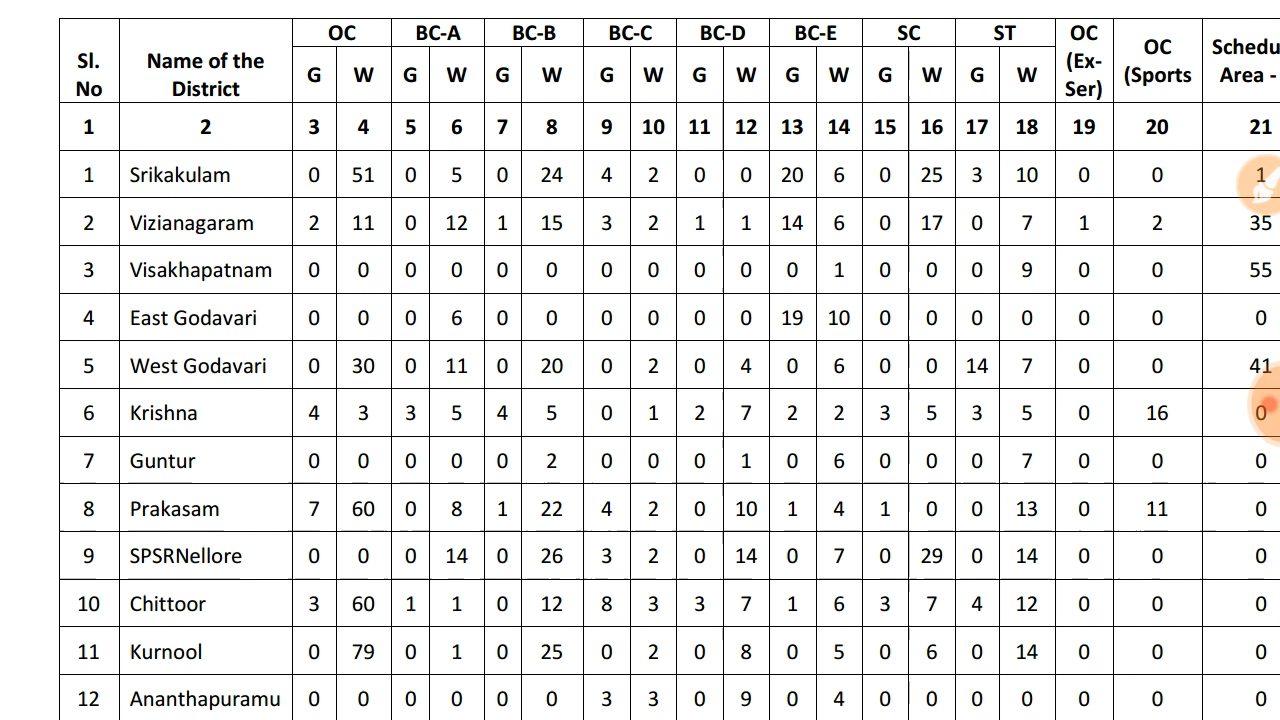 Sl. No Name of the District OC BC-A BC-B BC-C BC-D BC-E SC ST OC (Ex-Ser) OC (Sports Schedu Area -
G W G W G W G W G W G W G W G W
1 2 3 4 5 6 7 8 9 10 11 12 13 14 15 16 17 18 19 20 21
1 Srikakulam 0 51 0 5 0 24 4 2 0 0 20 6 0 25 3 10 0 0 1
2 Vizianagaram 2 11 0 12 1 15 3 2 1 1 14 6 0 17 0 7 1 2 35
3 Visakhapatnam 0 0 0 0 0 0 0 0 0 0 0 1 0 0 0 9 0 0 55
4 East Godavari 0 0 0 6 0 0 0 0 0 0 19 10 0 0 0 0 0 0 0
5 West Godavari 0 30 0 11 0 20 0 2 0 4 0 6 0 0 14 7 0 0 41
6 Krishna 4 3 3 5 4 5 0 1 2 7 2 2 3 5 3 5 0 16 0
7 Guntur 0 0 0 0 0 2 0 0 0 1 0 6 0 0 0 7 0 0 0
8 Prakasam 7 60 0 8 1 22 4 2 0 10 1 4 1 0 0 13 0 11 0
9 SPSRNellore 0 0 0 14 0 26 3 2 0 14 0 7 0 29 0 14 0 0 0
10 Chittoor 3 60 1 1 0 12 8 3 3 7 1 6 3 7 4 12 0 0 0
11 Kurnool 0 79 0 1 0 25 0 2 0 8 0 5 0 6 0 14 0 0 0
12 Ananthapuramu 0 0 0 0 0 0 3 3 0 9 0 4 0 0 0 0 0 0 0